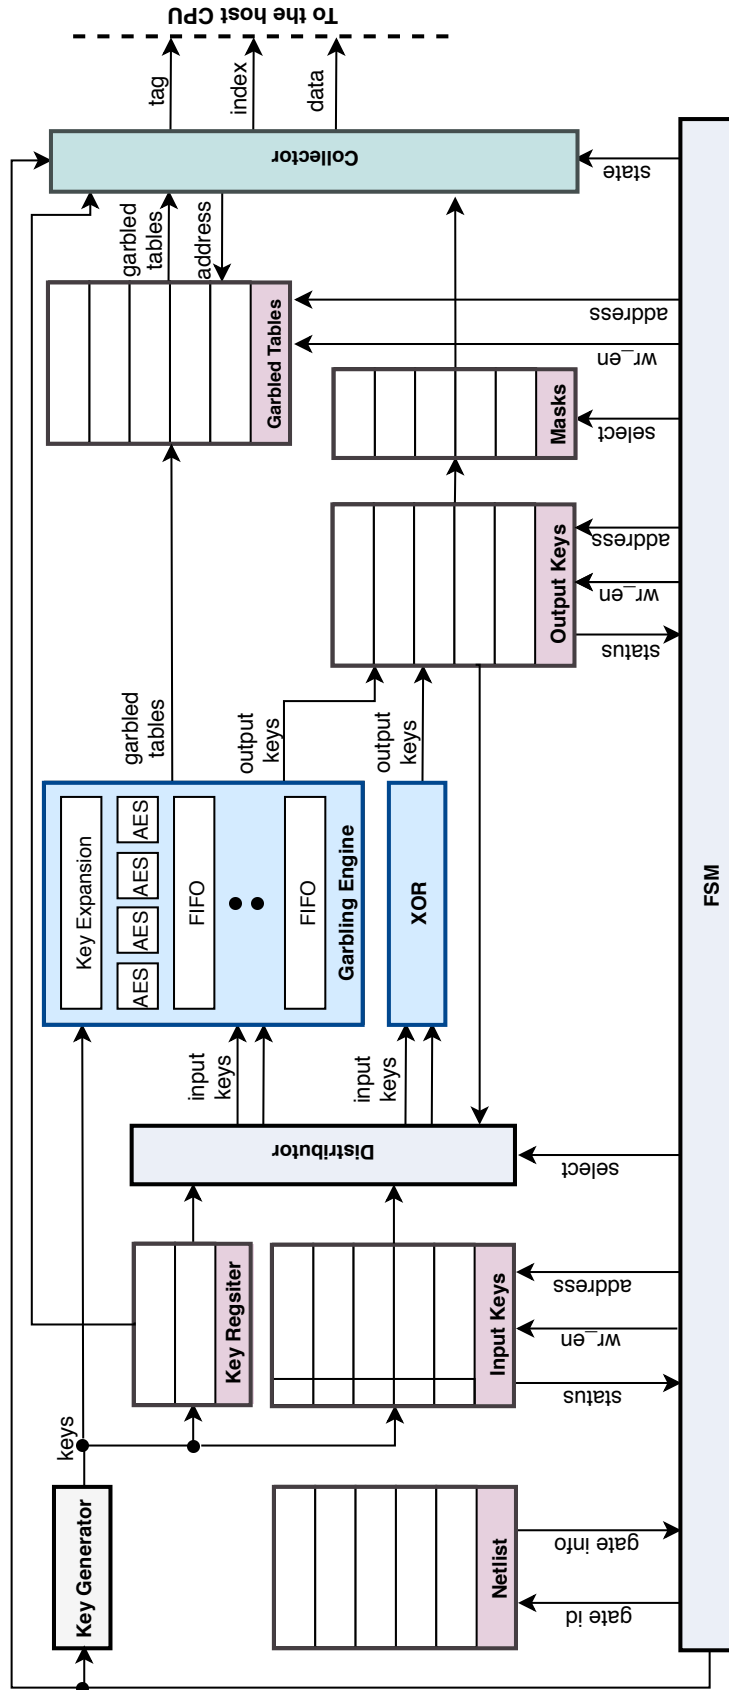 To the host CPU
tag
index
data
Collector
state
garbled
tables
address
Garbled Tables
address
wr_en
Masks
select
Output Keys
address
wr_en
status
garbled
tables
output
keys
output
keys
Key Expansion
AES
AES
AES
AES
FIFO
FIFO
Garbling Engine
XOR
FSM
input
keys
input
keys
Distributor
select
Key Regsiter
Input Keys
address
wr_en
status
keys
Key Generator
Netlist
gate info
gate id